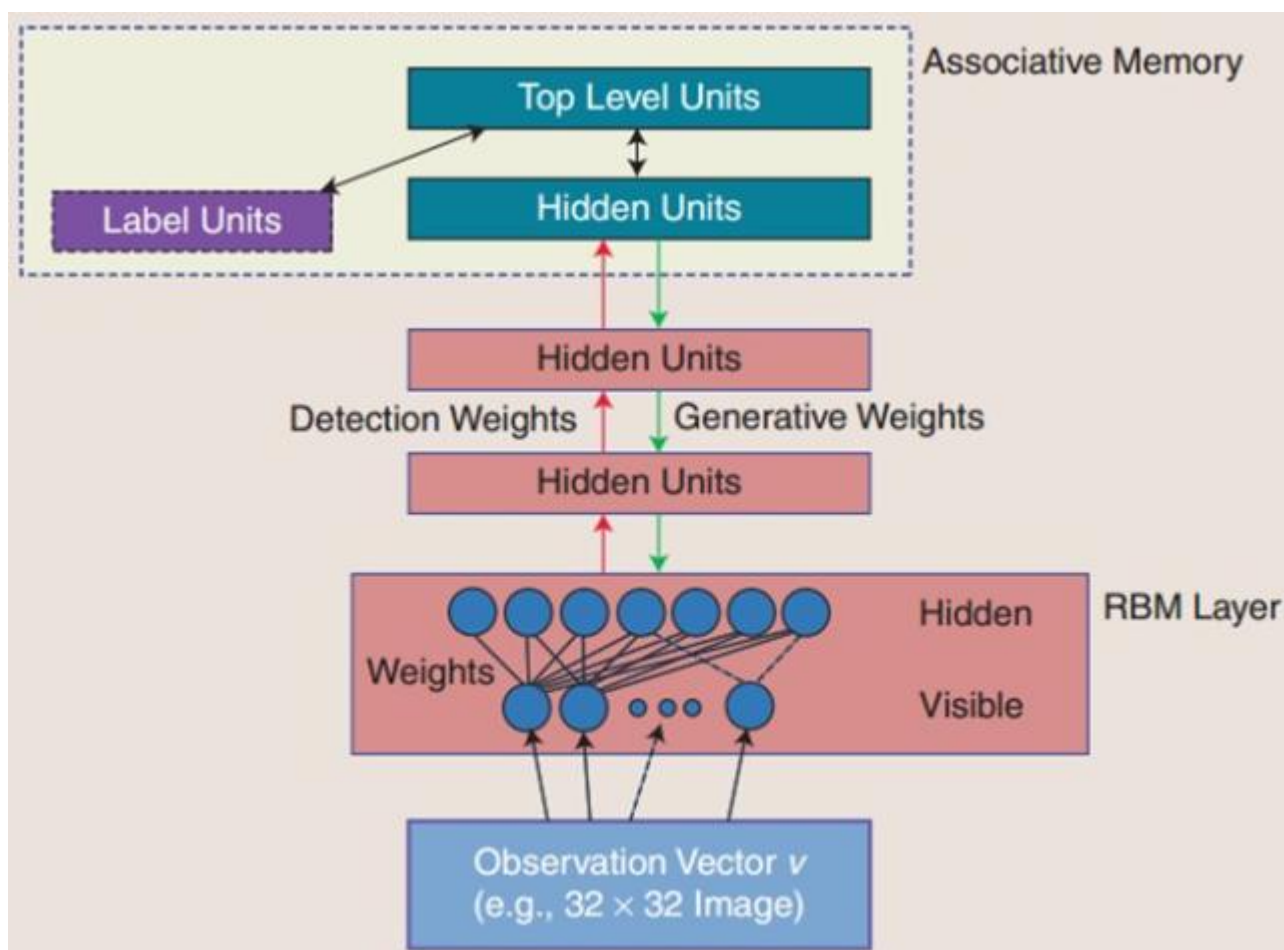 Associative Memory
Top Level Units
Label Units
Hidden Units
Hidden Units
Detection Weights
Generative Weights
Hidden Units
Hidden
RBM Layer
Weights
Visible
Observation Vector v
(e.g., 32 × 32 Image)